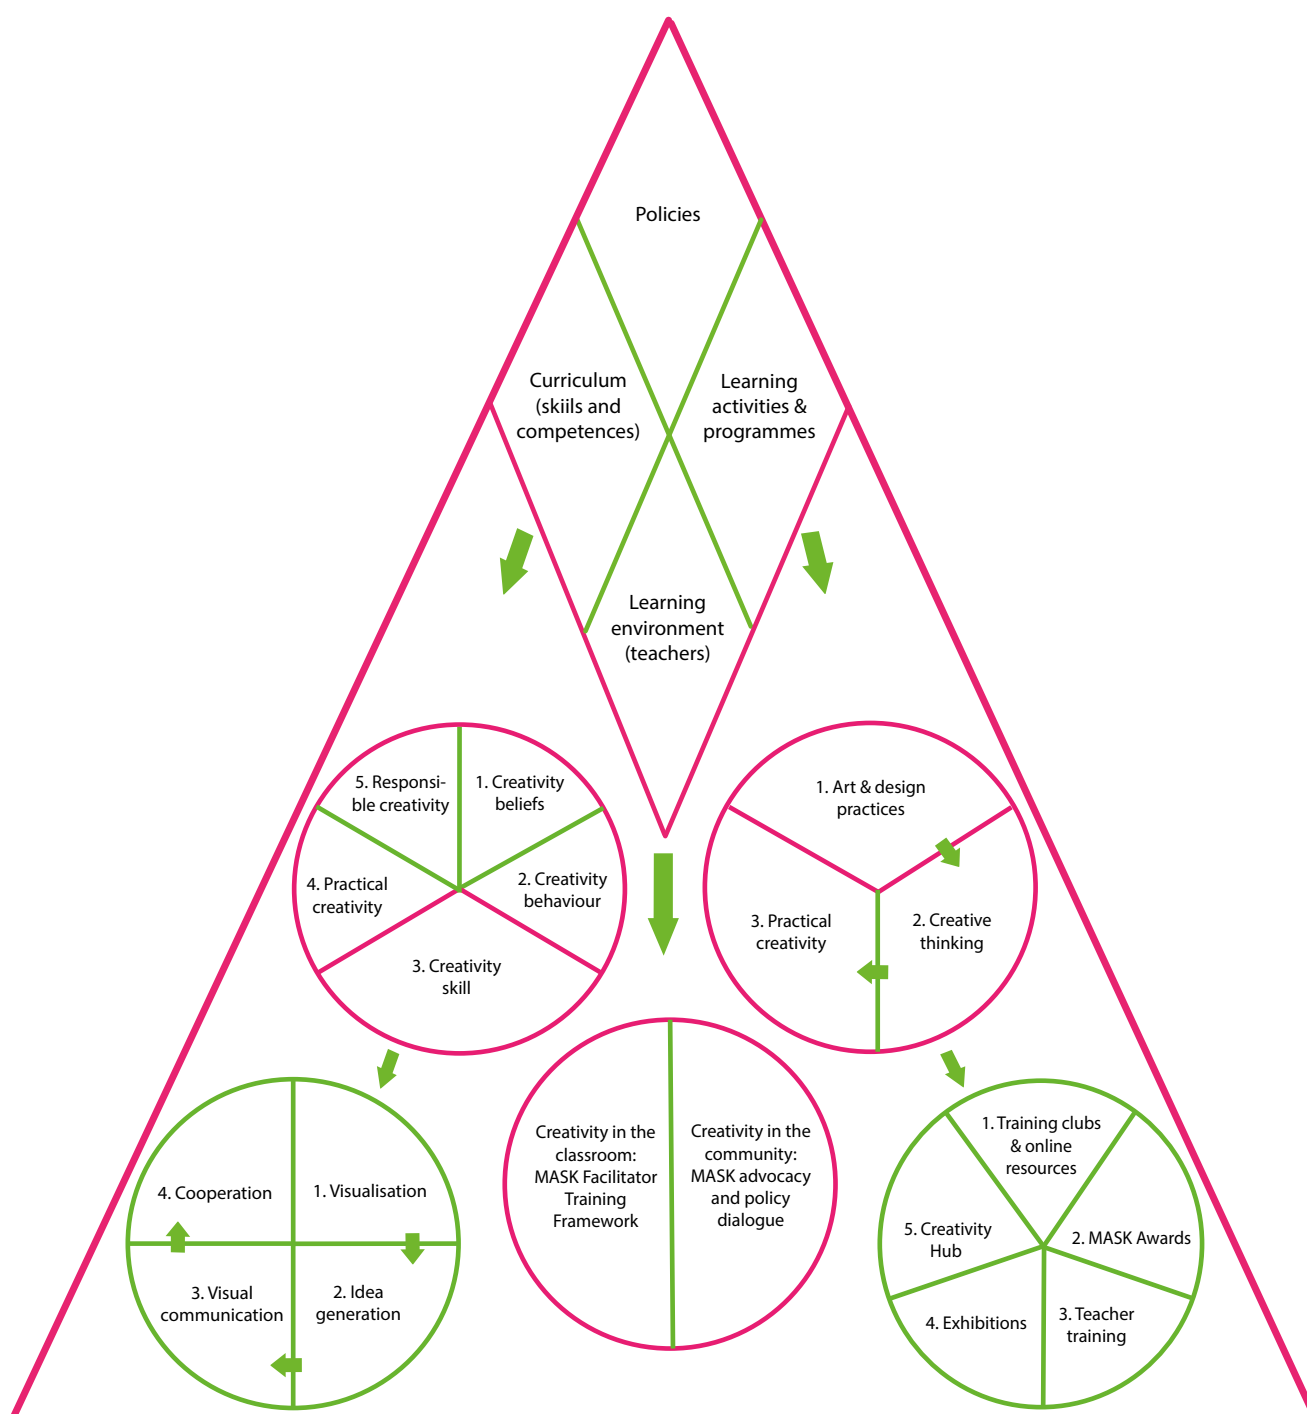 Policies
Curriculum
(skiils and
competences)
Learning
activities &
programmes
Learning
environment
(teachers)
5. Responsi-
ble creativity
1. Creativity
beliefs
4. Practical
creativity
2. Creativity
behaviour
3. Creativity
skill
1. Art & design
practices
3. Practical
creativity
2. Creative
thinking
4. Cooperation
1. Visualisation
3. Visual
communication
2. Idea
generation
Creativity in the
classroom:
MASK Facilitator
Training
Framework
Creativity in the
community:
MASK advocacy
and policy
dialogue
1. Training clubs
& online
resources
5. Creativity
Hub
2. MASK Awards
4. Exhibitions
3. Teacher
training